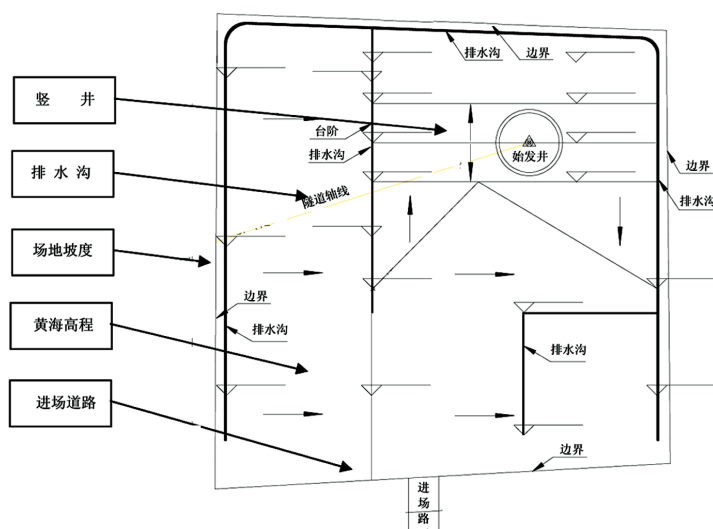 排水沟
边界
竖 井
台阶
排水沟
始发井
边界
排 水 沟
隧道轴线
排水沟
场地坡度
边界
黄海高程
排水沟
排水沟
进场道路
边界
进
场
路